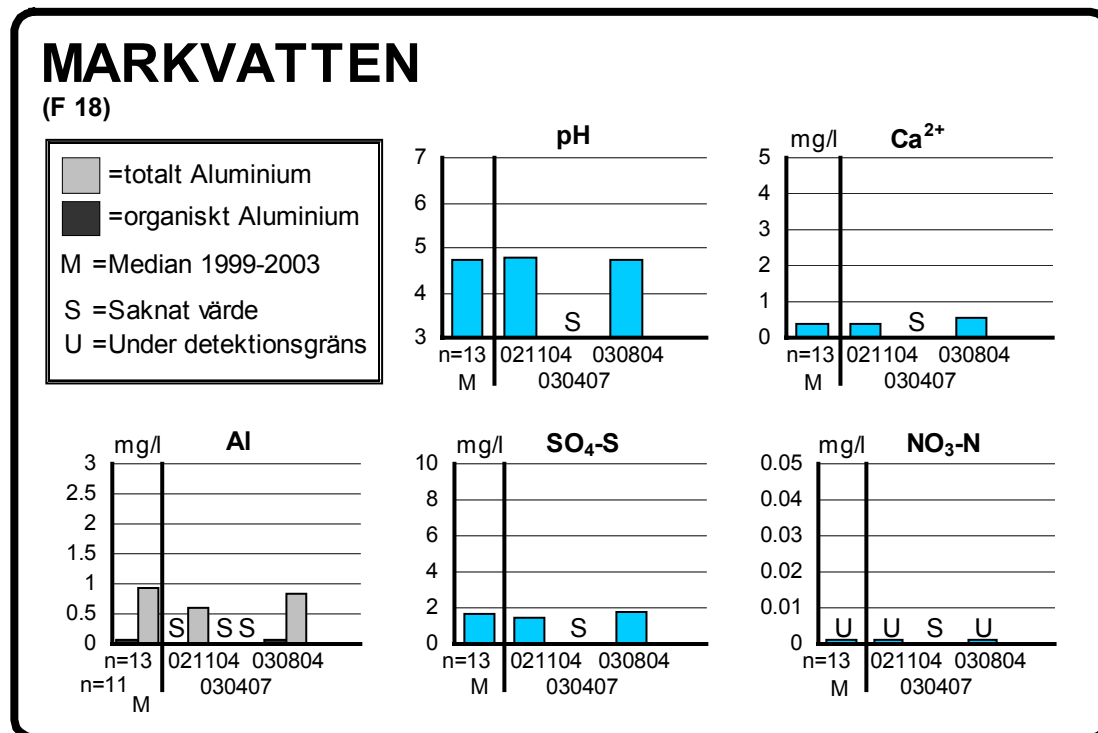 MARKVATTEN
(F 18)
=totalt Aluminium
=organiskt Aluminium
M =Median 1999-2003
S =Saknat värde
U =Under detektionsgräns
pH
7
6
5
4
3
S
n=13 021104 030804
M 030407
mg/l Ca²⁺
5
4
3
2
1
0
S
n=13 021104 030804
M 030407
mg/l Al
3
2.5
2
1.5
1
0.5
0
S S S
n=13 021104 030804
n=11 030407
M
mg/l SO₄-S
10
8
6
4
2
0
S
n=13 021104 030804
M 030407
mg/l NO₃-N
0.05
0.04
0.03
0.02
0.01
0
U U S U
n=13 021104 030804
M 030407